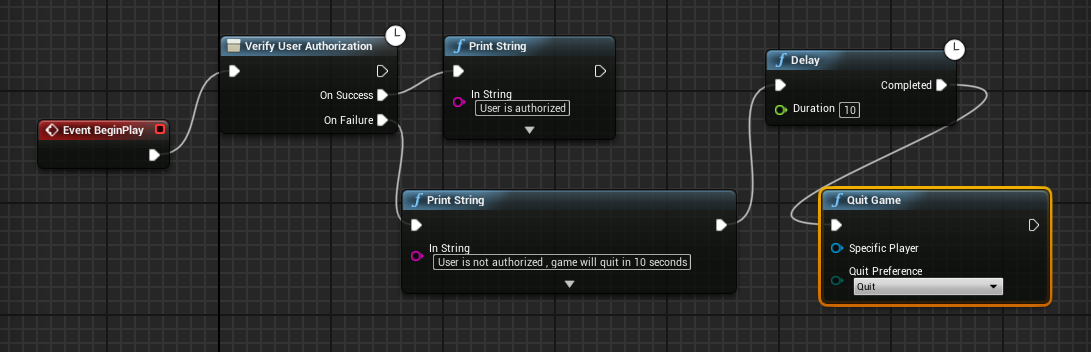 Event BeginPlay
Verify User Authorization
On Success
On Failure
Print String
In String
User is authorized
Print String
In String
User is not authorized , game will quit in 10 seconds
Delay
Completed
Duration 10
Quit Game
Specific Player
Quit Preference
Quit